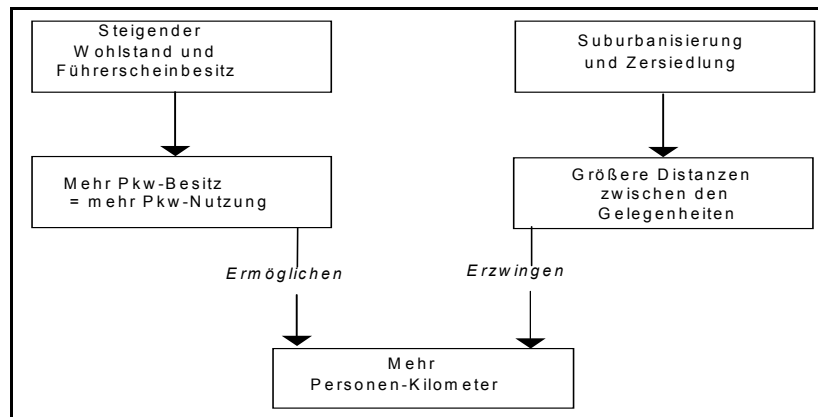 Steigender
Wohlstand und
Führerscheinbesitz
Suburbanisierung
und Zersiedlung
Mehr Pkw-Besitz
= mehr Pkw-Nutzung
Größere Distanzen
zwischen den
Gelegenheiten
Ermöglichen
Erzwingen
Mehr
Personen-Kilometer